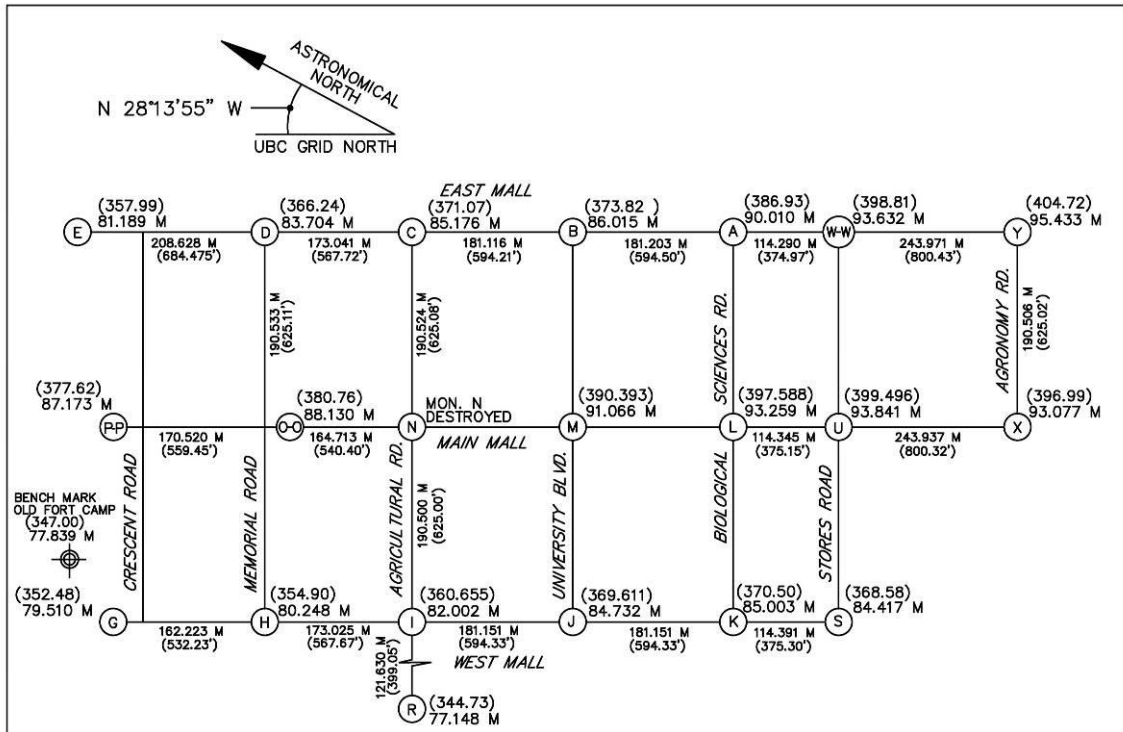 ASTRONOMICAL
NORTH
N 28°13'55" W
UBC GRID NORTH
EAST MALL
(357.99)
81.189 M
(366.24)
83.704 M
(371.07)
85.176 M
(373.82 )
86.015 M
(386.93)
90.010 M
(398.81)
93.632 M
(404.72)
95.433 M
E
D
C
B
A
W-W
Y
208.628 M
(684.475')
173.041 M
(567.72')
181.116 M
(594.21')
181.203 M
(594.50')
114.290 M
(374.97')
243.971 M
(800.43')
190.533 M
(625.11')
190.524 M
(625.08')
SCIENCES RD.
AGRONOMY RD.
190.506 M
(625.02')
(377.62)
87.173 M
(380.76)
88.130 M
MON. N
DESTROYED
(390.393)
91.066 M
(397.588)
93.259 M
(399.496)
93.841 M
(396.99)
93.077 M
P-P
O-O
N
M
L
U
X
170.520 M
(559.45')
164.713 M
(540.40')
MAIN MALL
114.345 M
(375.15')
243.937 M
(800.32')
BENCH MARK
OLD FORT CAMP
(347.00)
77.839 M
CRESCENT ROAD
MEMORIAL ROAD
AGRICULTURAL RD.
190.500 M
(625.00')
UNIVERSITY BLVD.
BIOLOGICAL
STORES ROAD
(352.48)
79.510 M
(354.90)
80.248 M
(360.655)
82.002 M
(369.611)
84.732 M
(370.50)
85.003 M
(368.58)
84.417 M
G
H
I
J
K
S
162.223 M
(532.23')
173.025 M
(567.67')
181.151 M
(594.33')
181.151 M
(594.33')
114.391 M
(375.30')
121.630 M
(399.05')
WEST MALL
R
(344.73)
77.148 M